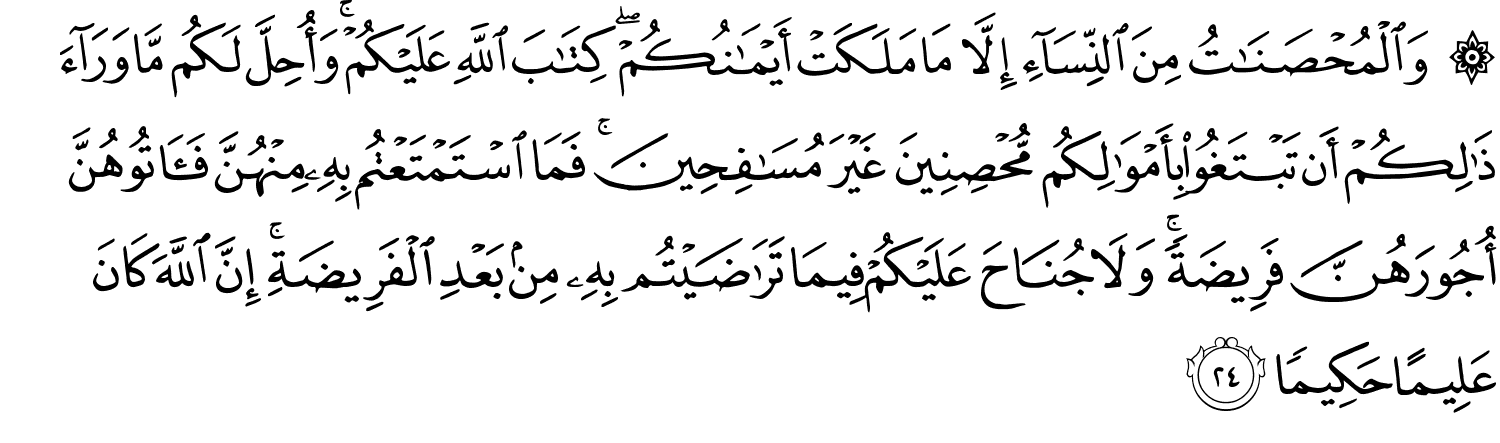 ۞ وَٱلْمُحْصَنَـٰتُ مِنَ ٱلنِّسَآءِ إِلَّا مَا مَلَكَتْ أَيْمَـٰنُكُمْ ۖ كِتَـٰبَ ٱللَّهِ عَلَيْكُمْ ۚ وَأُحِلَّ لَكُم مَّا وَرَآءَ
ذَٰلِكُمْ أَن تَبْتَغُوا۟ بِأَمْوَٰلِكُم مُّحْصِنِينَ غَيْرَ مُسَـٰفِحِينَ ۚ فَمَا ٱسْتَمْتَعْتُم بِهِۦ مِنْهُنَّ فَـَٔاتُوهُنَّ
أُجُورَهُنَّ فَرِيضَةً ۚ وَلَا جُنَاحَ عَلَيْكُمْ فِيمَا تَرَٰضَيْتُم بِهِۦ مِنۢ بَعْدِ ٱلْفَرِيضَةِ ۚ إِنَّ ٱللَّهَ كَانَ
عَلِيمًا حَكِيمًا ٢٤